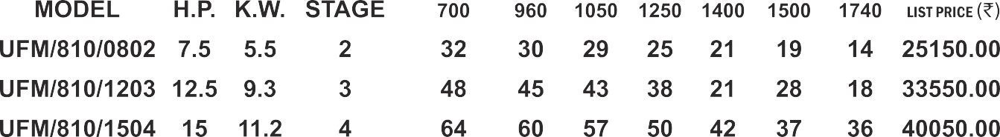 MODEL H.P. K.W. STAGE 700 960 1050 1250 1400 1500 1740 LIST PRICE (₹)
UFM/810/0802 7.5 5.5 2 32 30 29 25 21 19 14 25150.00
UFM/810/1203 12.5 9.3 3 48 45 43 38 21 28 18 33550.00
UFM/810/1504 15 11.2 4 64 60 57 50 42 37 36 40050.00